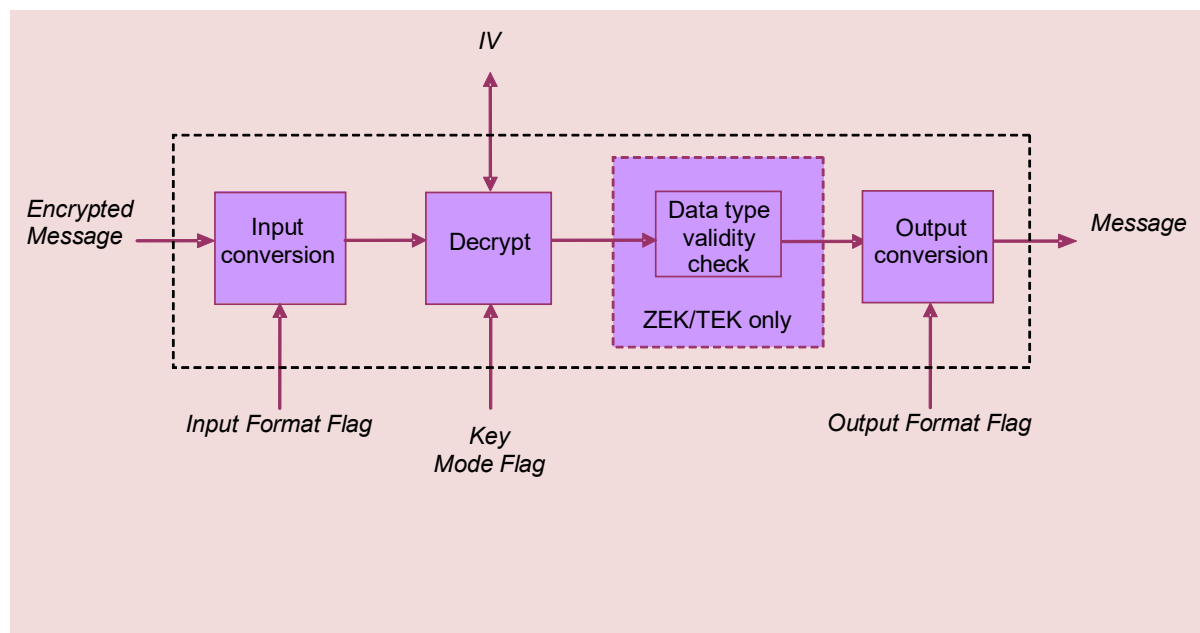 IV
Encrypted
Message
Input
conversion
Decrypt
Data type
validity
check
ZEK/TEK only
Output
conversion
Message
Input Format Flag
Key
Mode Flag
Output Format Flag